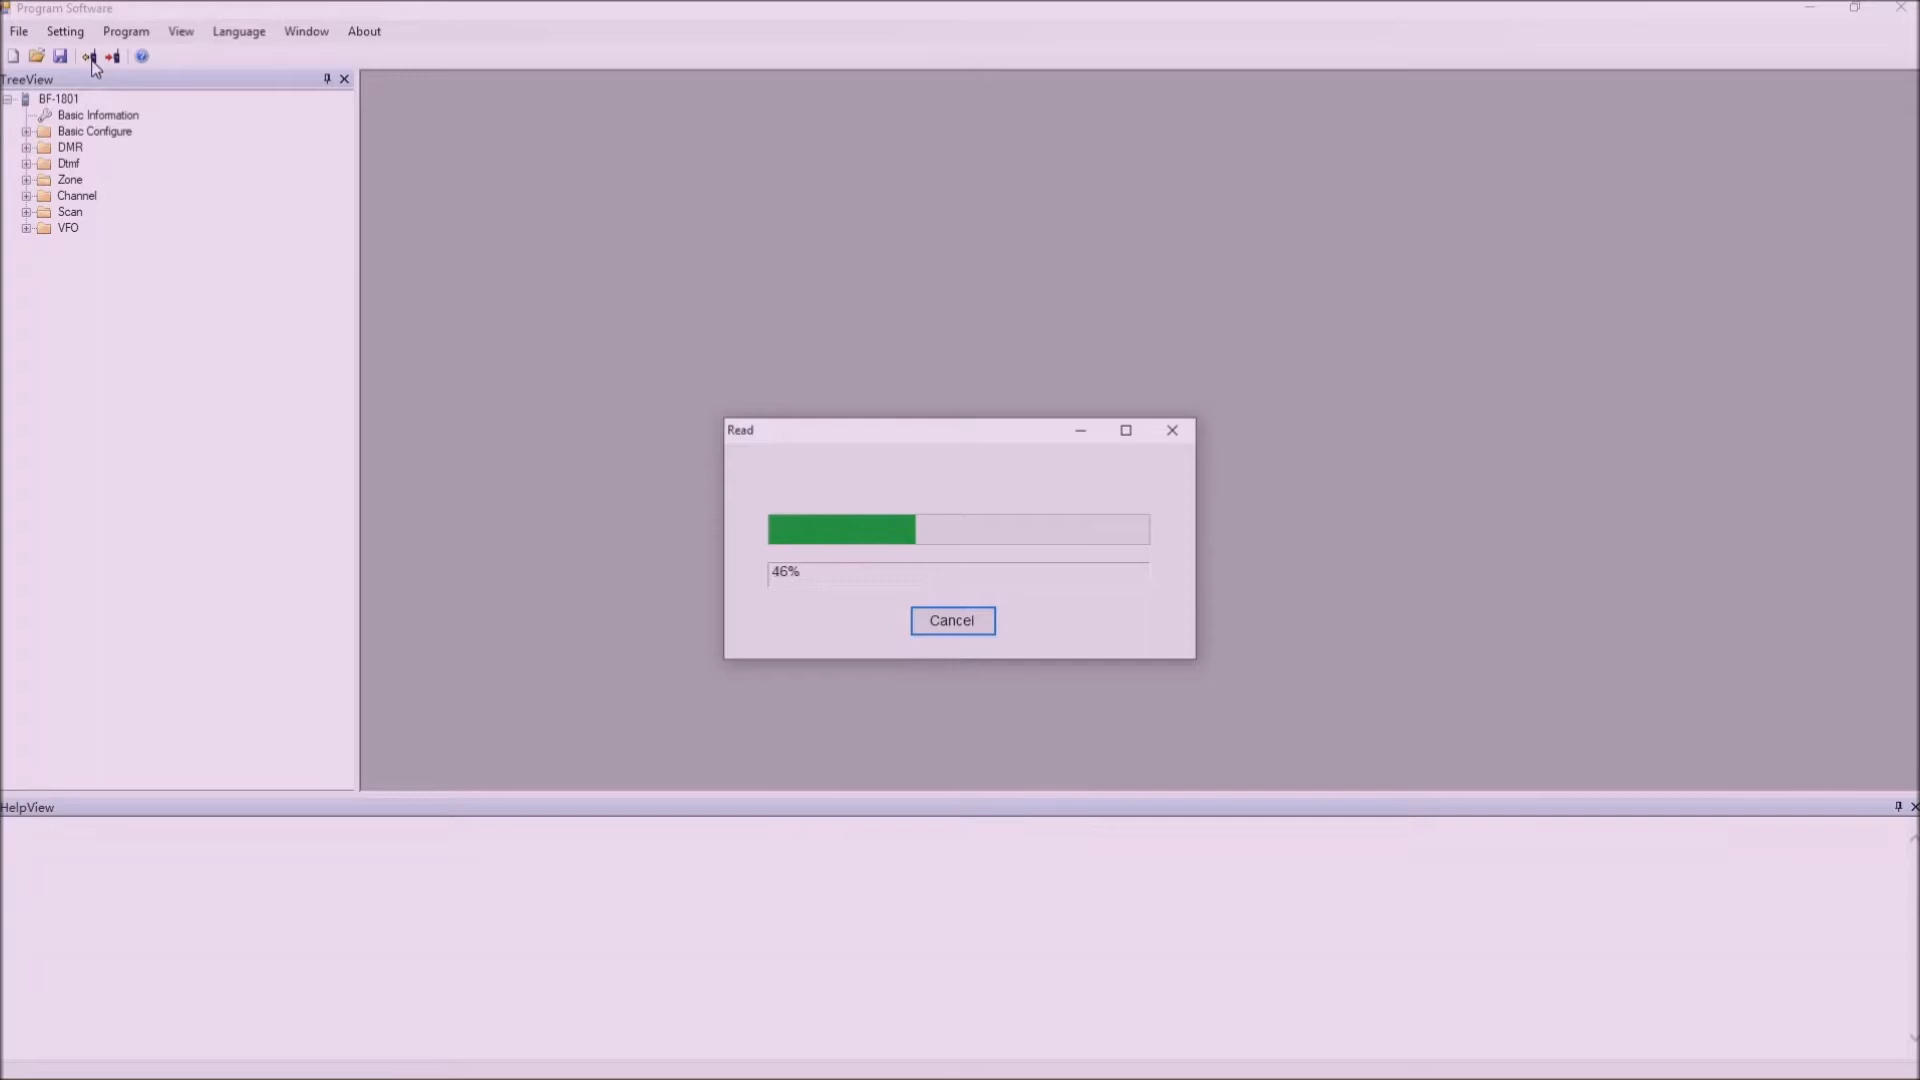 Program Software
File Setting Program View Language Window About
TreeView
BF-1801
Basic Information
Basic Configure
DMR
Dtmf
Zone
Channel
Scan
VFO
Read
46%
Cancel
HelpView